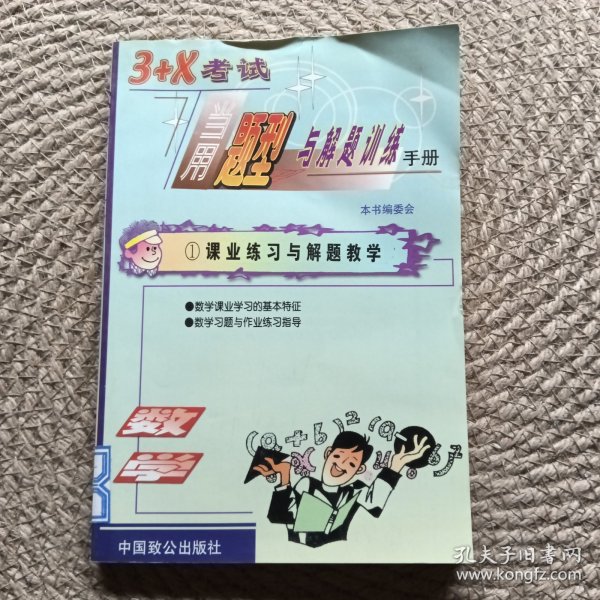 3+X考试
当用题型与解题训练手册
本书编委会
①课业练习与解题教学
●数学课业学习的基本特征
●数学习题与作业练习指导
数
学
(a+b)2(a-
中国致公出版社
孔夫子旧书网
www.kongfz.com